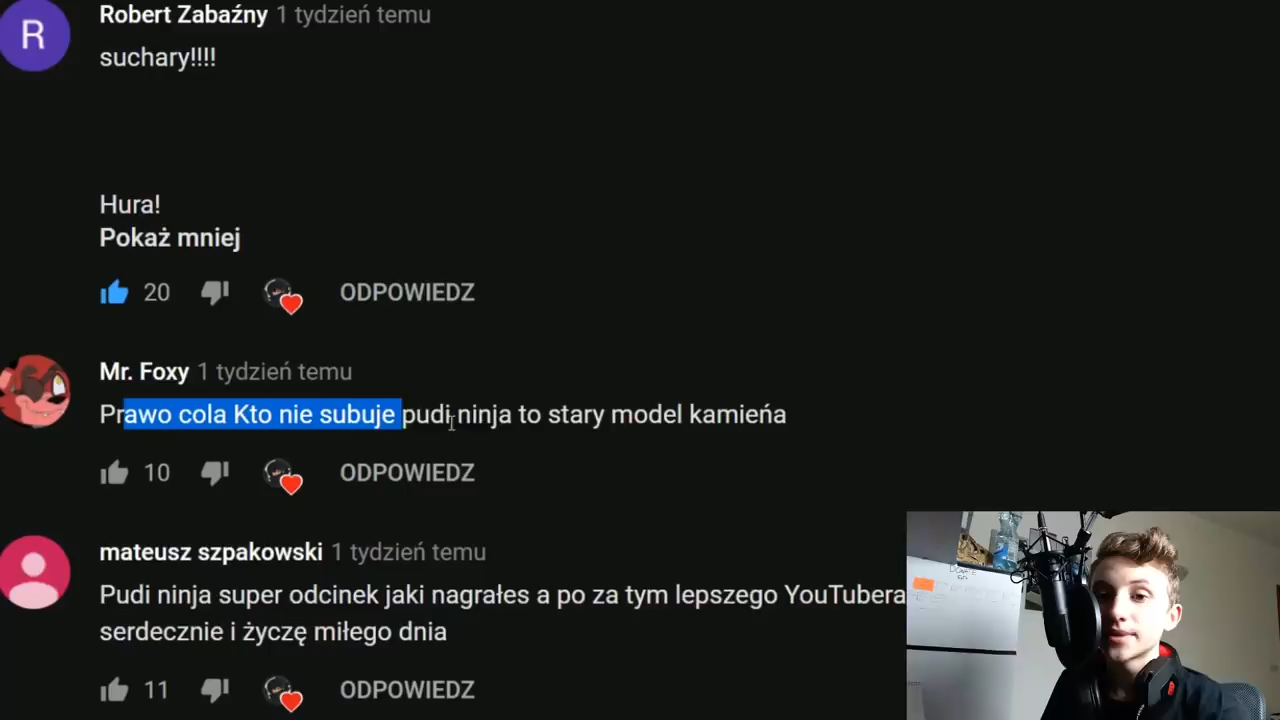 R
Robert Zabaźny 1 tydzień temu
suchary!!!!
Hura!
Pokaż mniej
20 ODPOWIEDZ
Mr. Foxy 1 tydzień temu
Prawo cola Kto nie subuje pudi ninja to stary model kamieńa
10 ODPOWIEDZ
mateusz szpakowski 1 tydzień temu
Pudi ninja super odcinek jaki nagrałes a po za tym lepszego YouTubera
serdecznie i życzę miłego dnia
11 ODPOWIEDZ